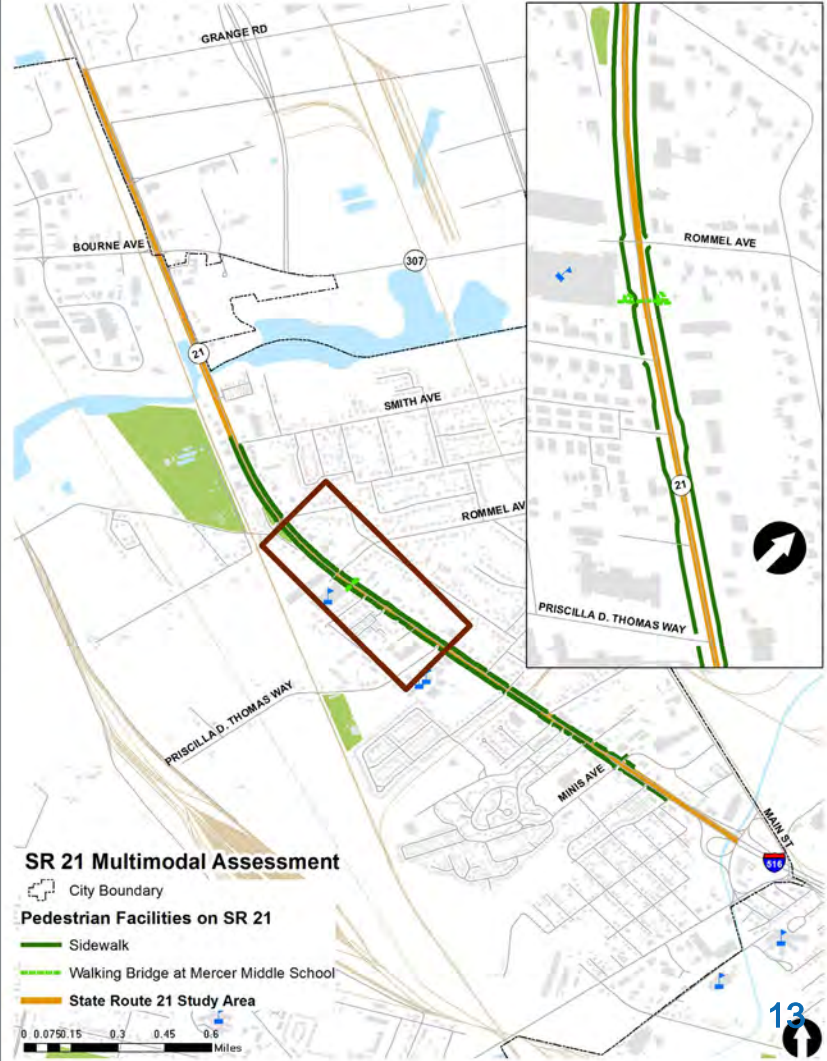 GRANGE RD
BOURNE AVE
307
21
SMITH AVE
ROMMEL AV
PRISCILLA D. THOMAS WAY
MINIS AVE
MAIN ST
516
ROMMEL AVE
21
PRISCILLA D. THOMAS WAY
SR 21 Multimodal Assessment
City Boundary
Pedestrian Facilities on SR 21
Sidewalk
Walking Bridge at Mercer Middle School
State Route 21 Study Area
0 0.075 0.15 0.3 0.45 0.6
Miles
13